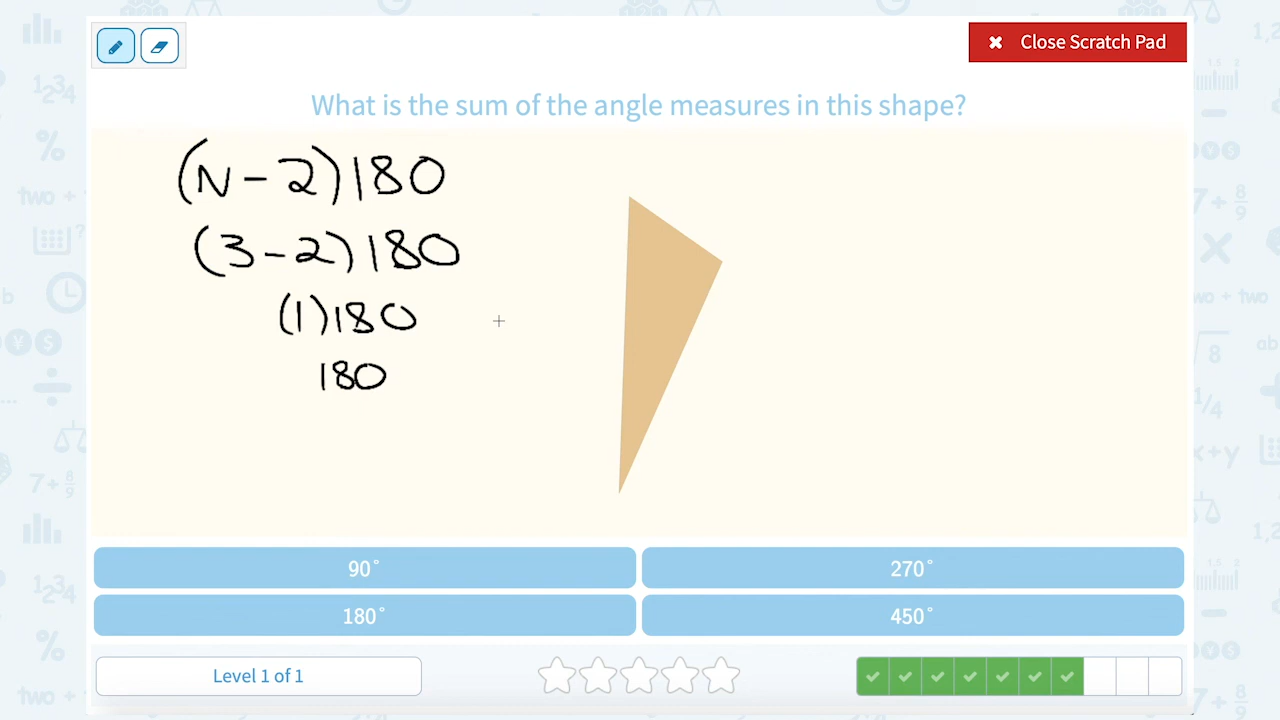 Close Scratch Pad
What is the sum of the angle measures in this shape?
(N-2)180
(3-2)180
(1)180
180
90°
270°
180°
450°
Level 1 of 1